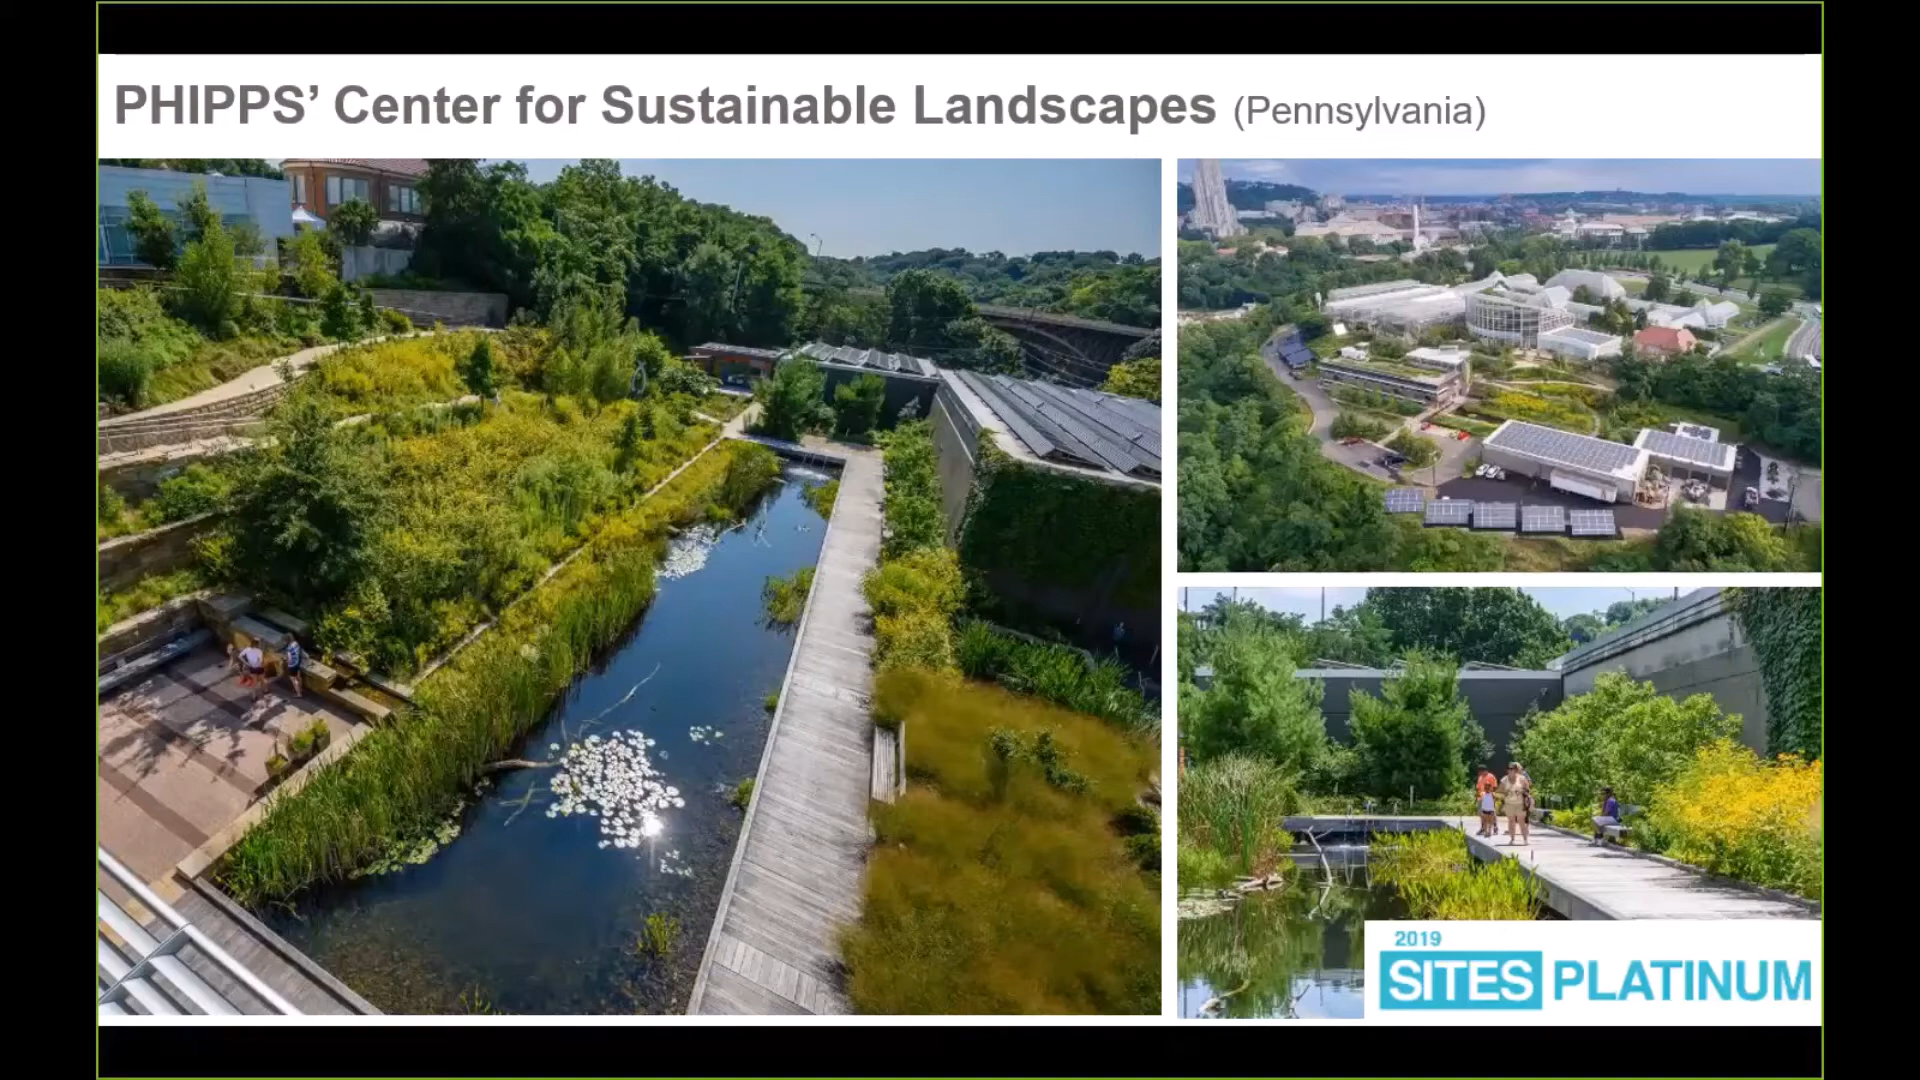 PHIPPS’ Center for Sustainable Landscapes (Pennsylvania)
2019
SITES PLATINUM